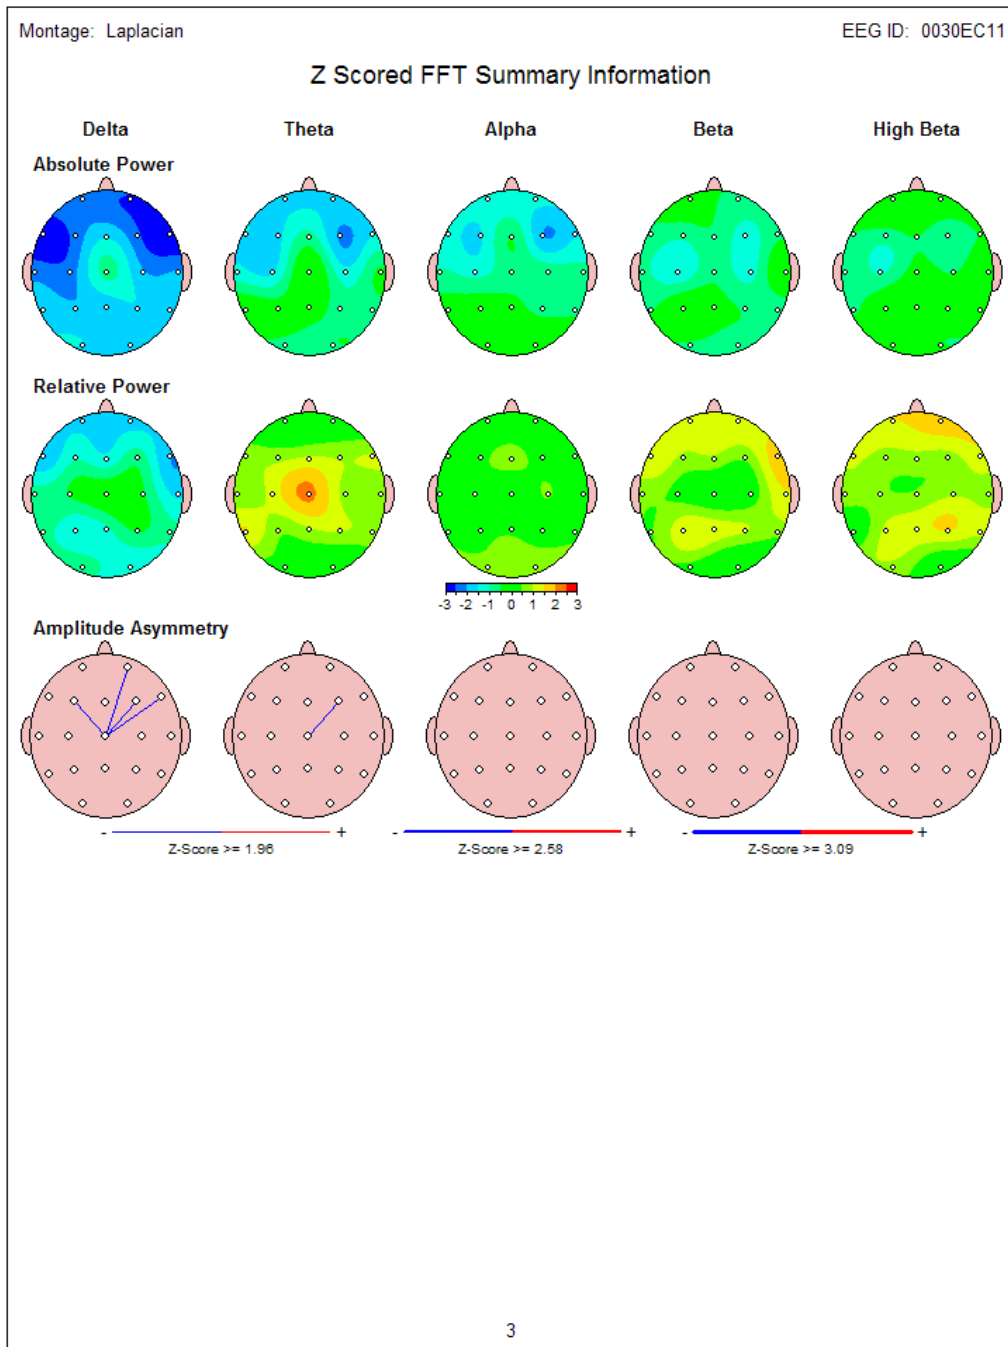 Montage: Laplacian EEG ID: 0030EC11
Z Scored FFT Summary Information
Delta Theta Alpha Beta High Beta
Absolute Power
Relative Power
-3 -2 -1 0 1 2 3
Amplitude Asymmetry
- + - + - +
Z-Score >= 1.96 Z-Score >= 2.58 Z-Score >= 3.09
3